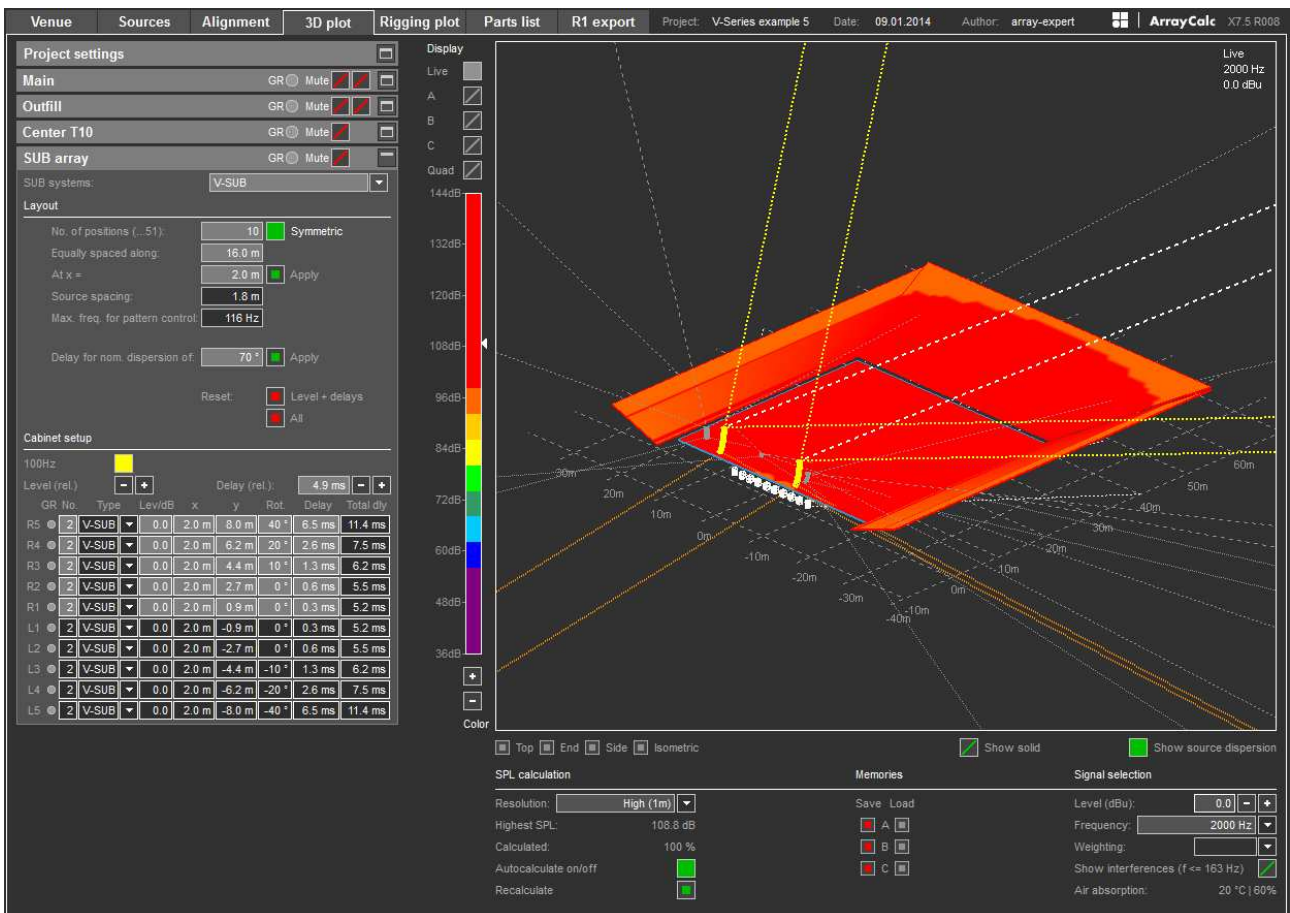 Venue Sources Alignment 3D plot Rigging plot Parts list R1 export Project: V-Series example 5 Date: 09.01.2014 Author: array-expert ArrayCalc X7.5 R008
Project settings
Main GR Mute
Outfill GR Mute
Center T10 GR Mute
SUB array GR Mute
SUB systems: V-SUB
Layout
No. of positions (...51): 10 Symmetric
Equally spaced along: 16.0 m
At x = 2.0 m Apply
Source spacing: 1.8 m
Max. freq. for pattern control: 116 Hz
Delay for nom. dispersion of: 70 ° Apply
Reset: Level + delays
All
Cabinet setup
100Hz
Level (rel.) - + Delay (rel.): 4.9 ms - +
GR No. Type Lev/dB x y Rot. Delay Total dly
R5 2 V-SUB 0.0 2.0 m 8.0 m 40 ° 6.5 ms 11.4 ms
R4 2 V-SUB 0.0 2.0 m 6.2 m 20 ° 2.6 ms 7.5 ms
R3 2 V-SUB 0.0 2.0 m 4.4 m 10 ° 1.3 ms 6.2 ms
R2 2 V-SUB 0.0 2.0 m 2.7 m 0 ° 0.6 ms 5.5 ms
R1 2 V-SUB 0.0 2.0 m 0.9 m 0 ° 0.3 ms 5.2 ms
L1 2 V-SUB 0.0 2.0 m -0.9 m 0 ° 0.3 ms 5.2 ms
L2 2 V-SUB 0.0 2.0 m -2.7 m 0 ° 0.6 ms 5.5 ms
L3 2 V-SUB 0.0 2.0 m -4.4 m -10 ° 1.3 ms 6.2 ms
L4 2 V-SUB 0.0 2.0 m -6.2 m -20 ° 2.6 ms 7.5 ms
L5 2 V-SUB 0.0 2.0 m -8.0 m -40 ° 6.5 ms 11.4 ms
Display
Live
A
B
C
Quad
144dB
132dB
120dB
108dB
96dB
84dB
72dB
60dB
48dB
36dB
+
-
Color
Live
2000 Hz
0.0 dBu
30m
20m
10m
0m
-10m
-20m
-30m
-40m
-10m
0m
10m
20m
30m
40m
50m
60m
Top End Side Isometric Show solid Show source dispersion
SPL calculation
Resolution: High (1m)
Highest SPL: 108.8 dB
Calculated: 100 %
Autocalculate on/off
Recalculate
Memories
Save Load
A
B
C
Signal selection
Level (dBu): 0.0 - +
Frequency: 2000 Hz
Weighting:
Show interferences (f <= 163 Hz)
Air absorption: 20 °C | 60%